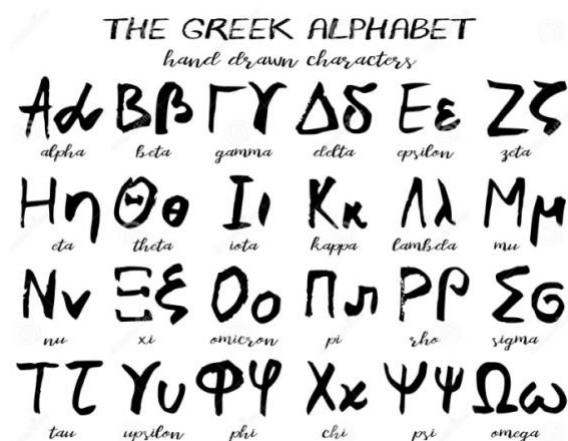 THE GREEK ALPHABET
hand drawn characters
Αα Ββ Γγ Δδ Εε Ζζ
alpha beta gamma delta epsilon zeta
Ηη Θθ Ιι Κκ Λλ Μμ
eta theta iota kappa lambda mu
Νν Ξξ Οο Ππ Ρρ Σσ
nu xi omicron pi rho sigma
Ττ Υυ Φφ Χχ Ψψ Ωω
tau upsilon phi chi psi omega